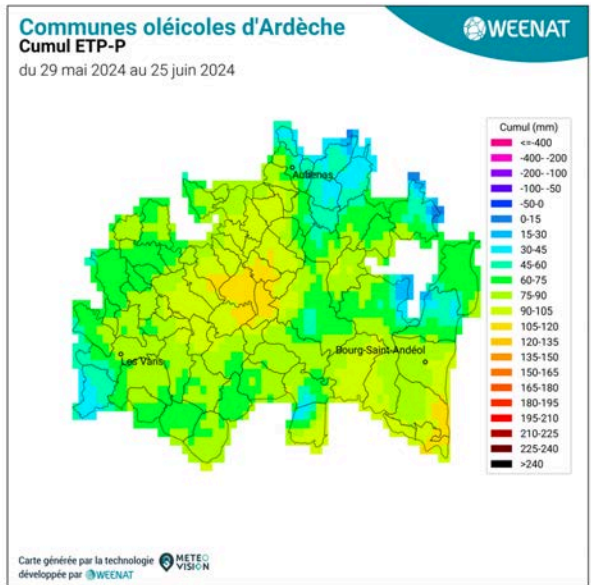 Communes oléicoles d'Ardèche
Cumul ETP-P
du 29 mai 2024 au 25 juin 2024
WEENAT
Aubenas
Les Vans
Bourg-Saint-Andéol
Cumul (mm)
<=-400
-400- -200
-200- -100
-100- -50
-50-0
0-15
15-30
30-45
45-60
60-75
75-90
90-105
105-120
120-135
135-150
150-165
165-180
180-195
195-210
210-225
225-240
>240
Carte générée par la technologie METEO VISION
développée par WEENAT